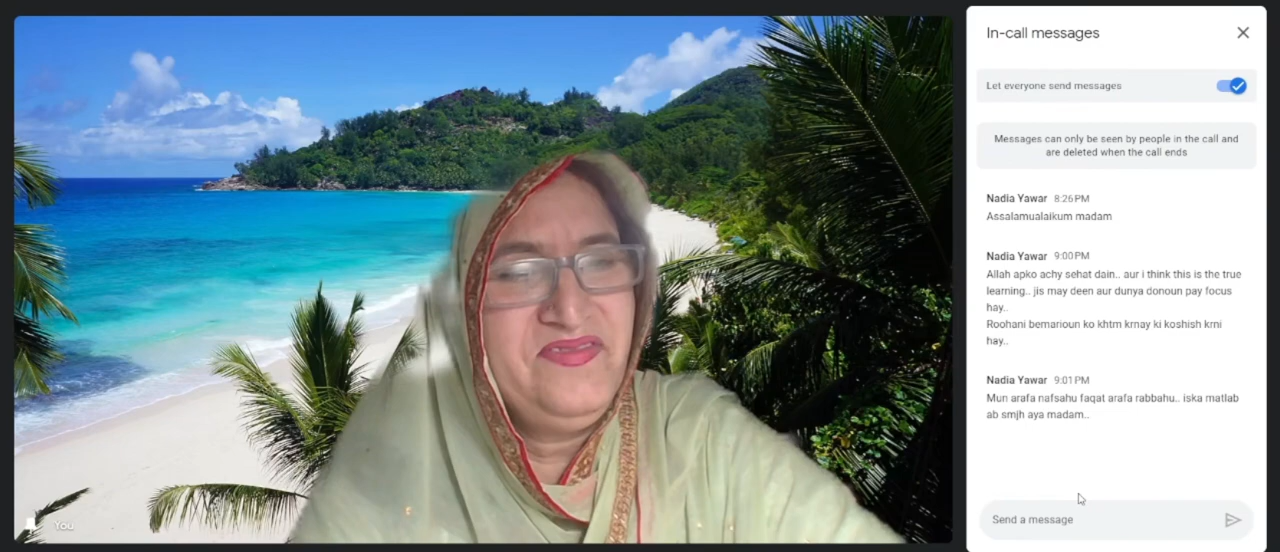 In-call messages
Let everyone send messages
Messages can only be seen by people in the call and
are deleted when the call ends
Nadia Yawar 8:26 PM
Assalamualaikum madam
Nadia Yawar 9:00 PM
Allah apko achy sehat dain.. aur i think this is the true
learning.. jis may deen aur dunya donoun pay focus
hay..
Roohani bemarioun ko khtm krnay ki koshish krni
hay..
Nadia Yawar 9:01 PM
Mun arafa nafsahu faqat arafa rabbahu.. iska matlab
ab smjh aya madam..
Send a message
You